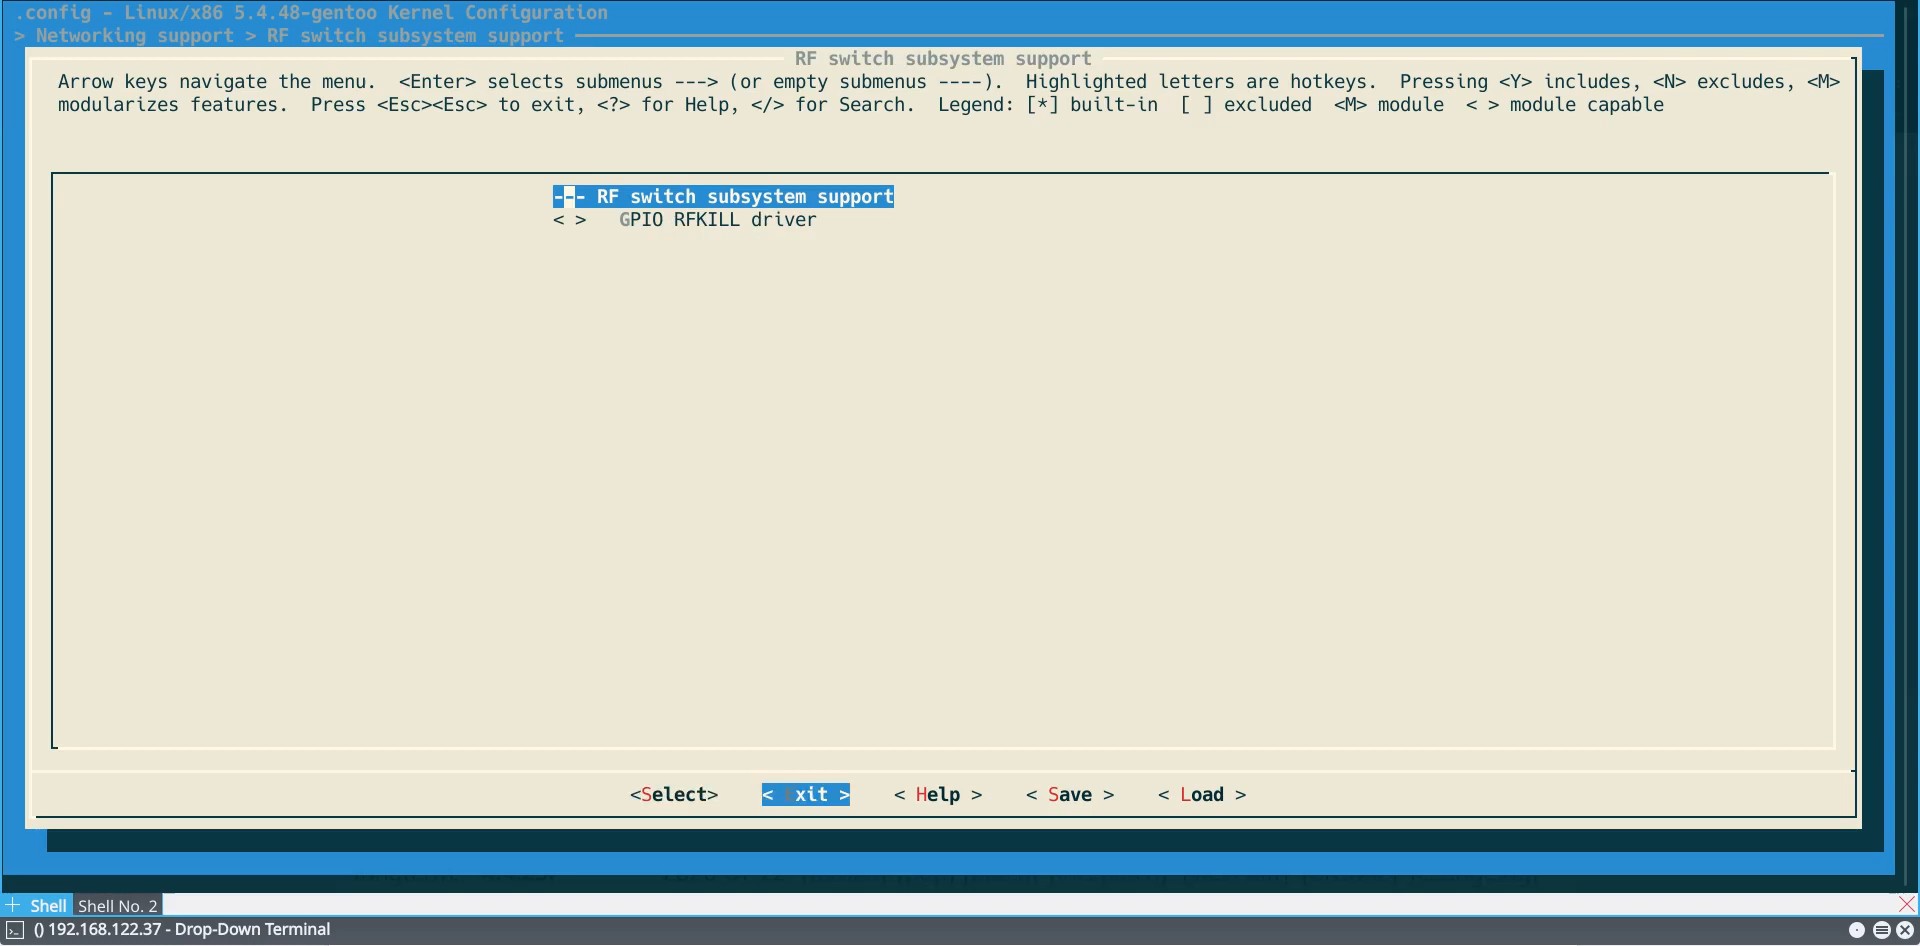 .config - Linux/x86 5.4.48-gentoo Kernel Configuration
> Networking support > RF switch subsystem support
RF switch subsystem support
Arrow keys navigate the menu.  <Enter> selects submenus ---> (or empty submenus ----).  Highlighted letters are hotkeys.  Pressing <Y> includes, <N> excludes, <M>
modularizes features.  Press <Esc><Esc> to exit, <?> for Help, </> for Search.  Legend: [*] built-in  [ ] excluded  <M> module  < > module capable
--- RF switch subsystem support
< >   GPIO RFKILL driver
<Select>    < Exit >    < Help >    < Save >    < Load >
Shell Shell No. 2
() 192.168.122.37 - Drop-Down Terminal